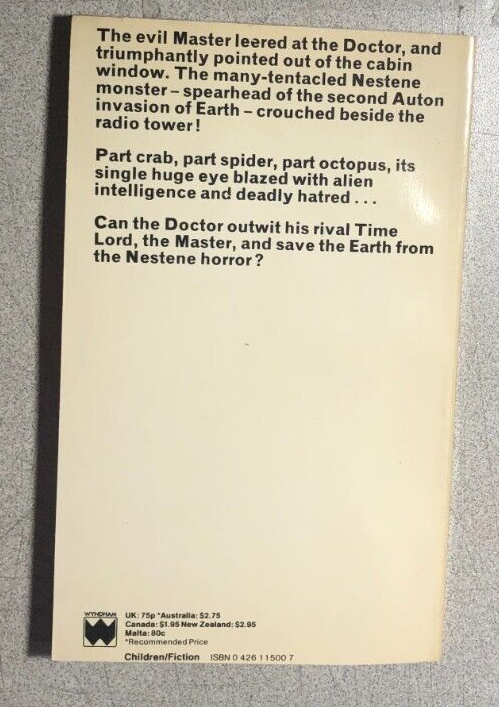 The evil Master leered at the Doctor, and
triumphantly pointed out of the cabin
window. The many-tentacled Nestene
monster – spearhead of the second Auton
invasion of Earth – crouched beside the
radio tower!
Part crab, part spider, part octopus, its
single huge eye blazed with alien
intelligence and deadly hatred . . .
Can the Doctor outwit his rival Time
Lord, the Master, and save the Earth from
the Nestene horror?
WYNDHAM
UK: 75p *Australia: $2.75
Canada: $1.95 New Zealand: $2.95
Malta: 80c
*Recommended Price
Children/Fiction ISBN 0 426 11500 7